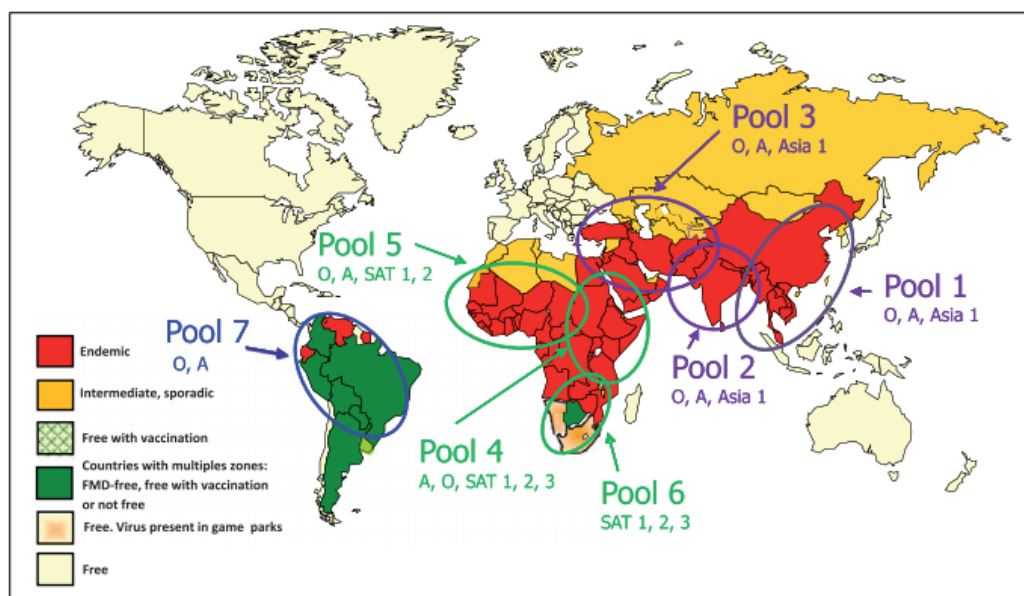 Pool 3
O, A, Asia 1
Pool 5
O, A, SAT 1, 2
Pool 1
O, A, Asia 1
Pool 7
O, A
Pool 2
O, A, Asia 1
Pool 4
A, O, SAT 1, 2, 3
Pool 6
SAT 1, 2, 3
Endemic
Intermediate, sporadic
Free with vaccination
Countries with multiples zones:
FMD-free, free with vaccination
or not free
Free. Virus present in game parks
Free